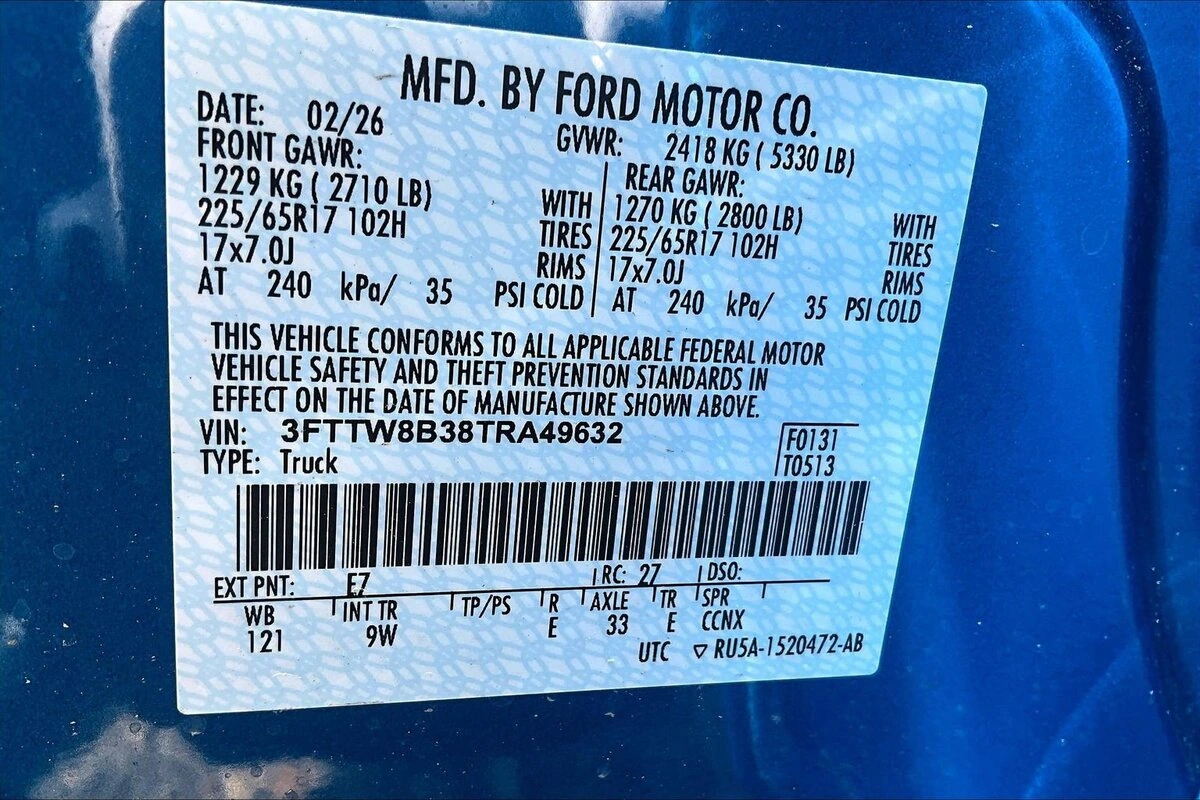 MFD. BY FORD MOTOR CO.
DATE: 02/26 GVWR: 2418 KG ( 5330 LB)
FRONT GAWR: REAR GAWR:
1229 KG ( 2710 LB) WITH 1270 KG ( 2800 LB) WITH
225/65R17 102H TIRES 225/65R17 102H TIRES
17x7.0J RIMS 17x7.0J RIMS
AT 240 kPa/ 35 PSI COLD AT 240 kPa/ 35 PSI COLD
THIS VEHICLE CONFORMS TO ALL APPLICABLE FEDERAL MOTOR
VEHICLE SAFETY AND THEFT PREVENTION STANDARDS IN
EFFECT ON THE DATE OF MANUFACTURE SHOWN ABOVE.
VIN: 3FTTW8B38TRA49632 F0131
TYPE: Truck T0513
EXT PNT: E7 RC: 27 DSO:
WB INT TR TP/PS R AXLE TR SPR
121 9W E 33 E CCNX
UTC ▽ RU5A-1520472-AB